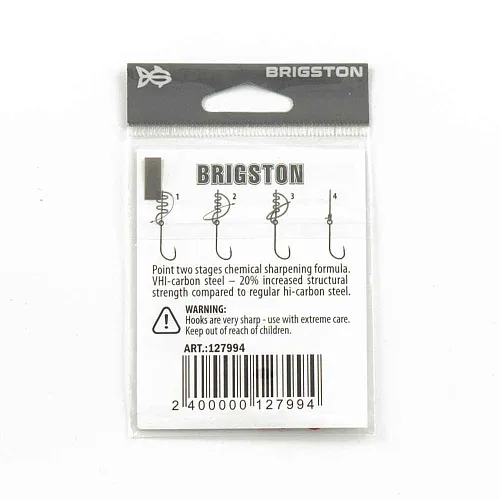 BRIGSTON
BRIGSTON
1 2 3 4
Point two stages chemical sharpening formula.
VHI-carbon steel – 20% increased structural
strength compared to regular hi-carbon steel.
WARNING:
Hooks are very sharp - use with extreme care.
Keep out of reach of children.
ART.:127994
2 400000 127994